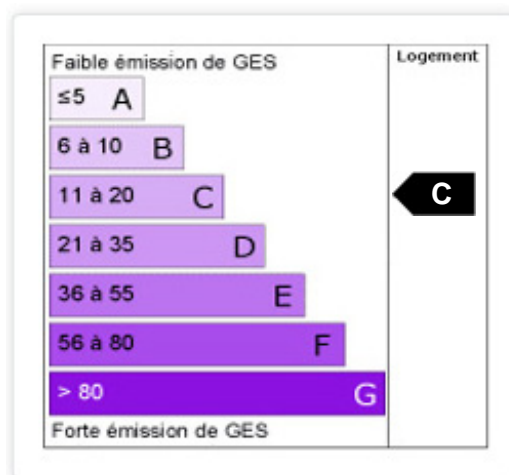 Faible émission de GES
Logement
≤5 A
6 à 10 B
11 à 20 C
C
21 à 35 D
36 à 55 E
56 à 80 F
> 80 G
Forte émission de GES